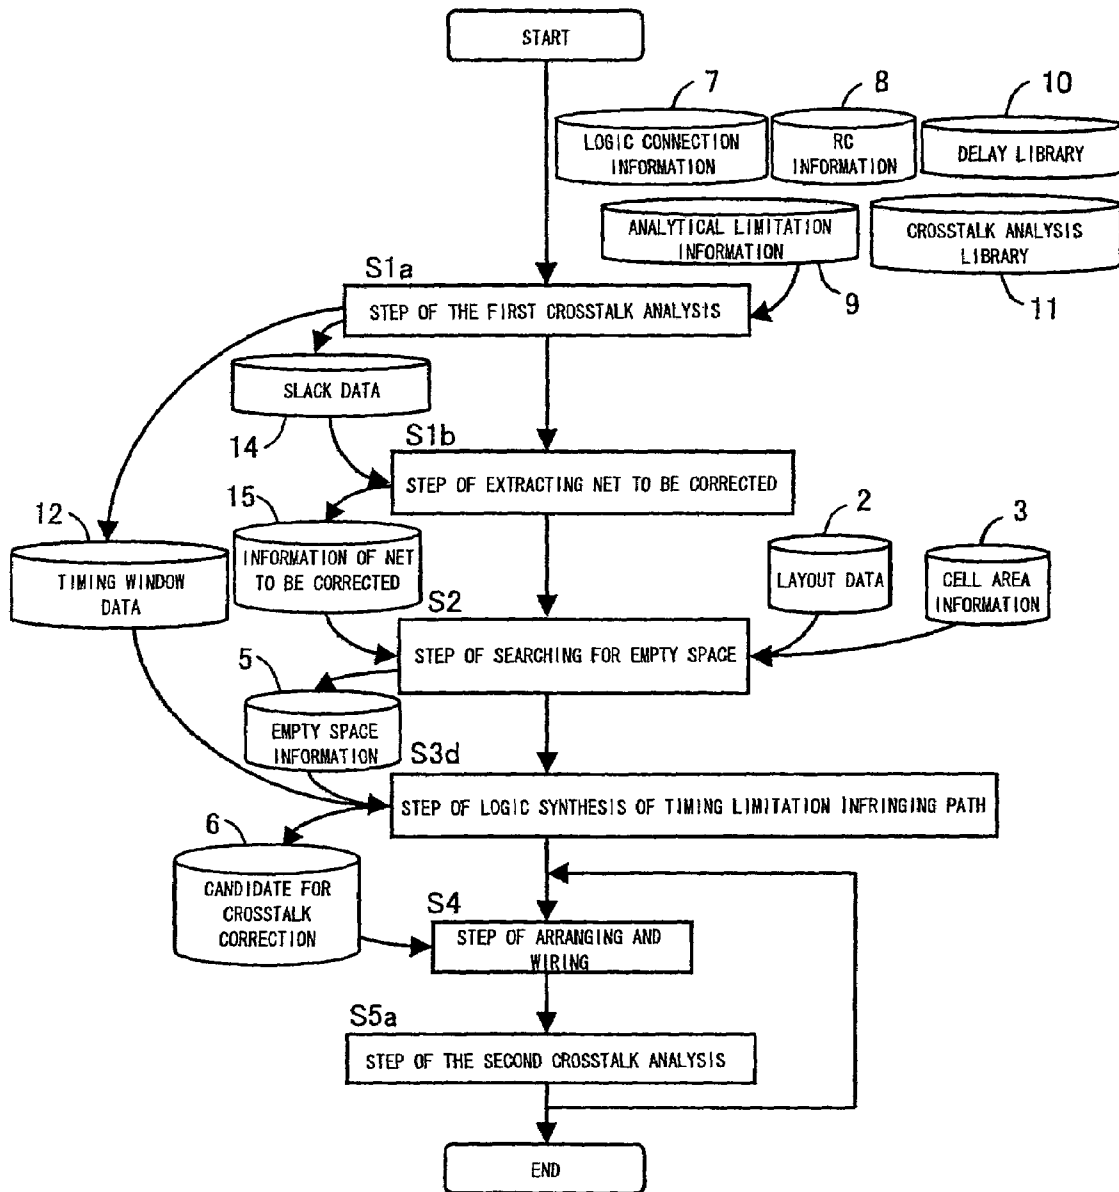 START
7
8
10
LOGIC CONNECTION
INFORMATION
RC
INFORMATION
DELAY LIBRARY
ANALYTICAL LIMITATION
INFORMATION
CROSSTALK ANALYSIS
LIBRARY
S1a
9
11
STEP OF THE FIRST CROSSTALK ANALYSIS
SLACK DATA
14
S1b
STEP OF EXTRACTING NET TO BE CORRECTED
12
15
2
3
TIMING WINDOW
DATA
INFORMATION OF NET
TO BE CORRECTED
LAYOUT DATA
CELL AREA
INFORMATION
S2
STEP OF SEARCHING FOR EMPTY SPACE
5
EMPTY SPACE
INFORMATION
S3d
STEP OF LOGIC SYNTHESIS OF TIMING LIMITATION INFRINGING PATH
6
CANDIDATE FOR
CROSSTALK
CORRECTION
S4
STEP OF ARRANGING AND
WIRING
S5a
STEP OF THE SECOND CROSSTALK ANALYSIS
END